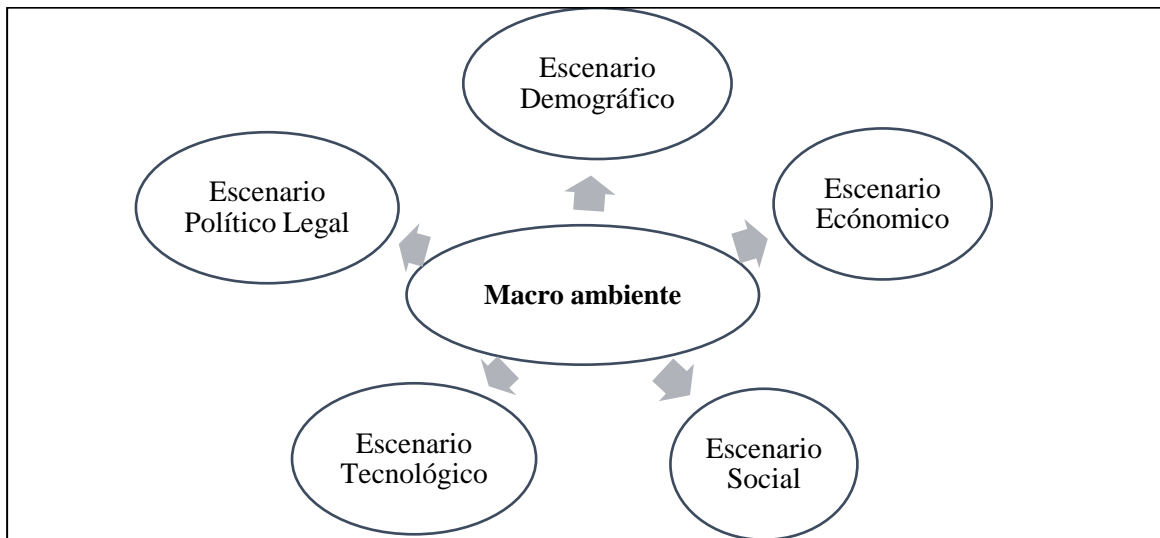 Escenario
Demográfico
Escenario
Político Legal
Escenario
Ecónomico
Macro ambiente
Escenario
Tecnológico
Escenario
Social